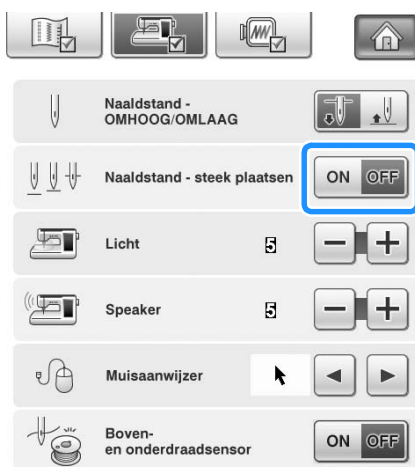 Naaldstand -
OMHOOG/OMLAAG
Naaldstand - steek plaatsen
ON OFF
Licht
5
Speaker
5
Muisaanwijzer
Boven-
en onderdraadsensor
ON OFF